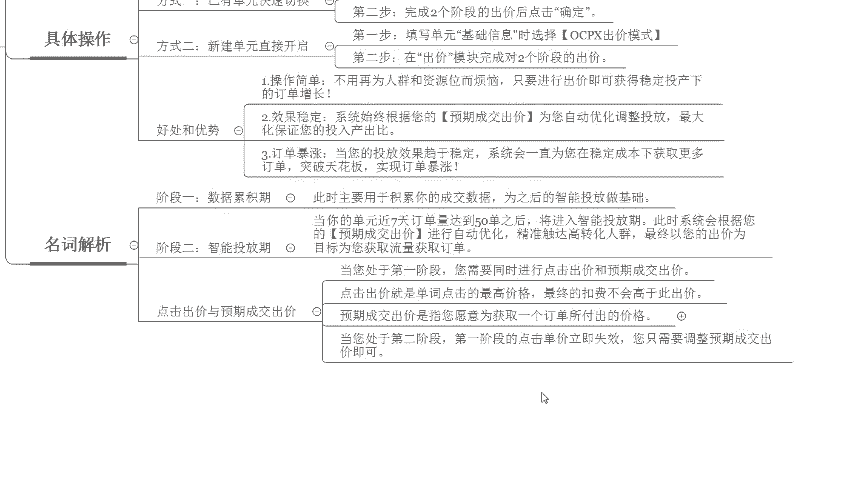 方式一：已有单元快速切换
第二步：完成2个阶段的出价后点击“确定”。
具体操作
方式二：新建单元直接开启
第一步：填写单元“基础信息”时选择【OCPX出价模式】
第二步：在“出价”模块完成对2个阶段的出价。
好处和优势
1.操作简单：不用再为人群和资源位而烦恼，只要进行出价即可获得稳定投产下
的订单增长！
2.效果稳定：系统始终根据您的【预期成交出价】为您自动优化调整投放，最大
化保证您的投入产出比。
3.订单暴涨：当您的投放效果趋于稳定，系统会一直为您在稳定成本下获取更多
订单，突破天花板，实现订单暴涨！
名词解析
阶段一：数据累积期
此时主要用于积累你的成交数据，为之后的智能投放做基础。
阶段二：智能投放期
当你的单元近7天订单量达到50单之后，将进入智能投放期。此时系统会根据您
的【预期成交出价】进行自动优化，精准触达高转化人群，最终以您的出价为
目标为您获取流量获取订单。
点击出价与预期成交出价
当您处于第一阶段，您需要同时进行点击出价和预期成交出价。
点击出价就是单词点击的最高价格，最终的扣费不会高于此出价。
预期成交出价是指您愿意为获取一个订单所付出的价格。
当您处于第二阶段，第一阶段的点击单价立即失效，您只需要调整预期成交出
价即可。